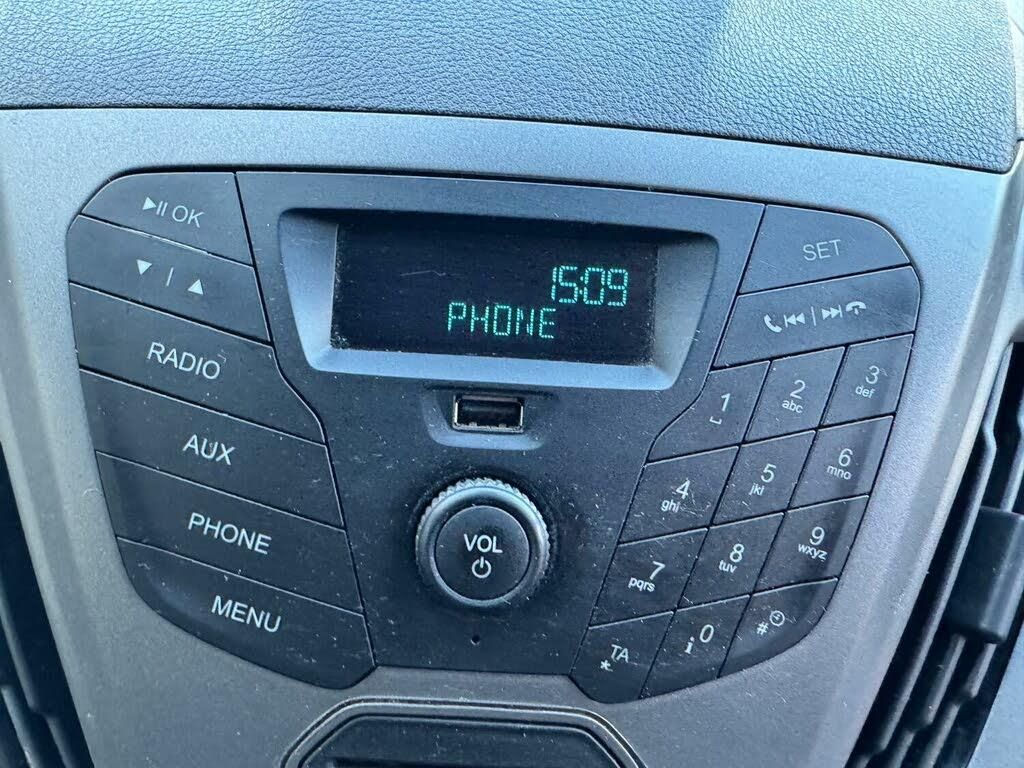 15:09
PHONE
OK
RADIO
AUX
PHONE
MENU
VOL
SET
1
2
abc
3
def
4
ghi
5
jkl
6
mno
7
pqrs
8
tuv
9
wxyz
TA
*
i 0
#